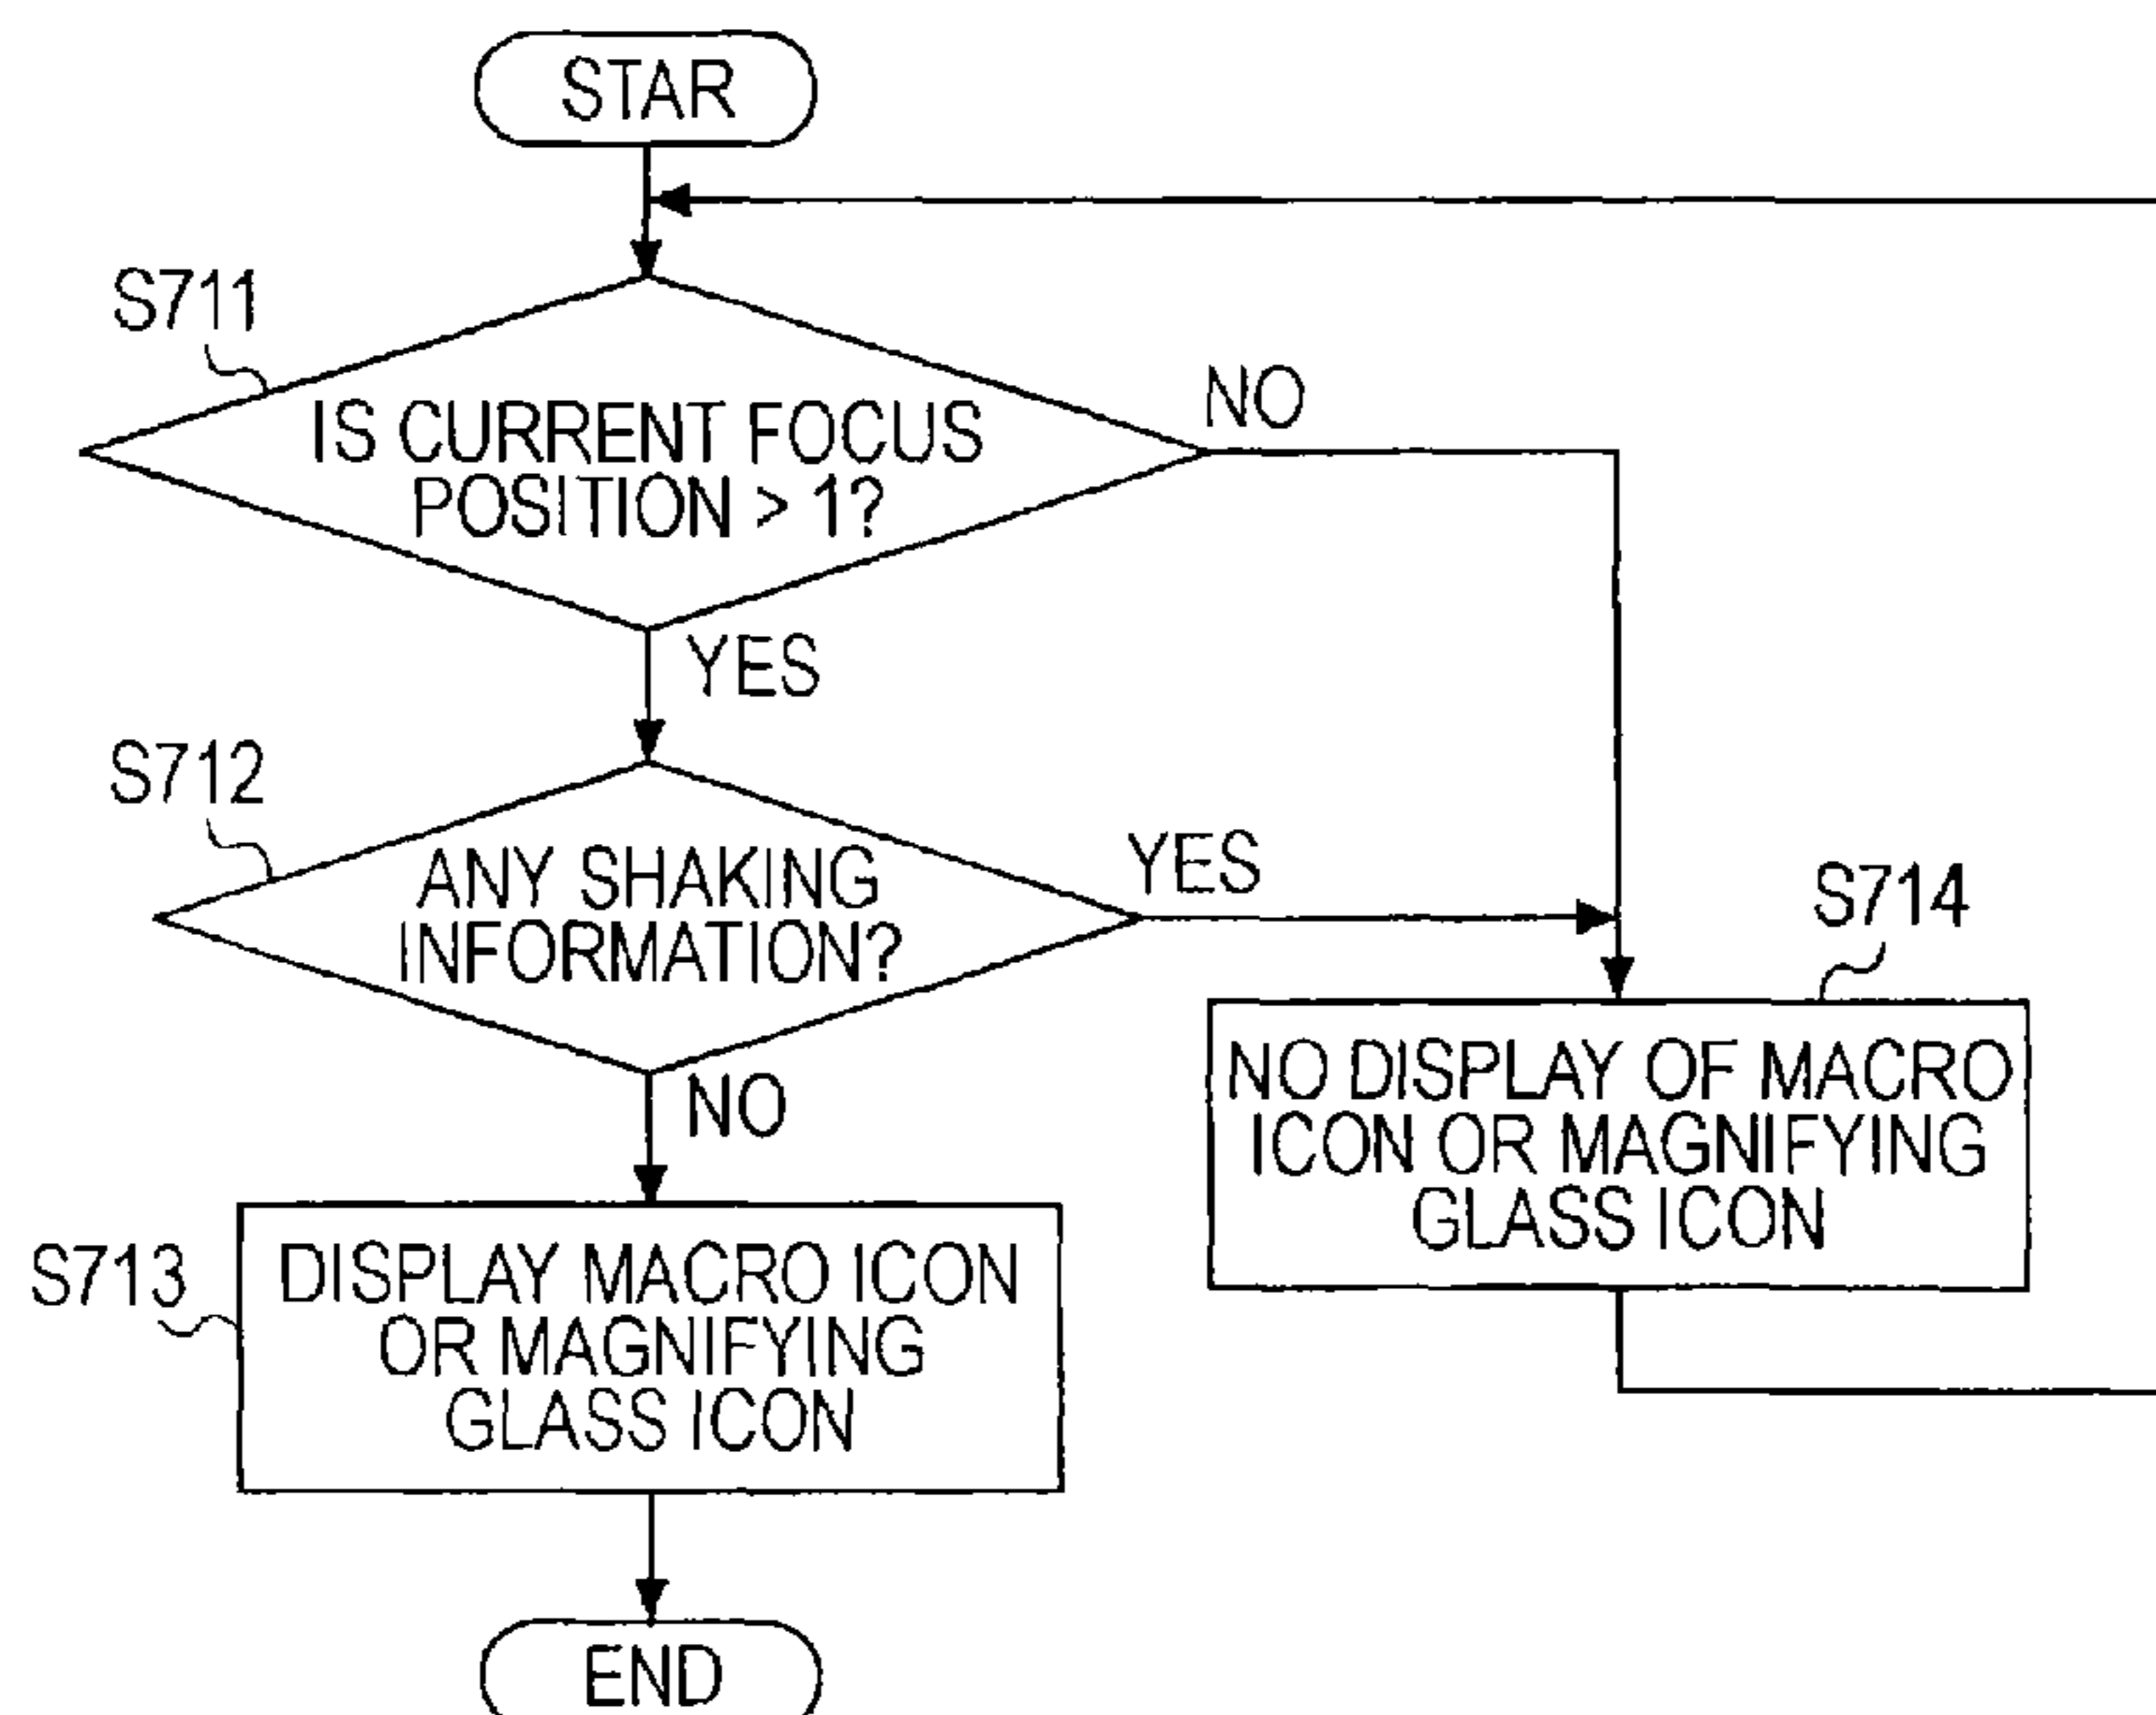 STAR
S711
IS CURRENT FOCUS
POSITION > 1?
NO
YES
S712
ANY SHAKING
INFORMATION?
YES
NO
S714
NO DISPLAY OF MACRO
ICON OR MAGNIFYING
GLASS ICON
S713
DISPLAY MACRO ICON
OR MAGNIFYING
GLASS ICON
END